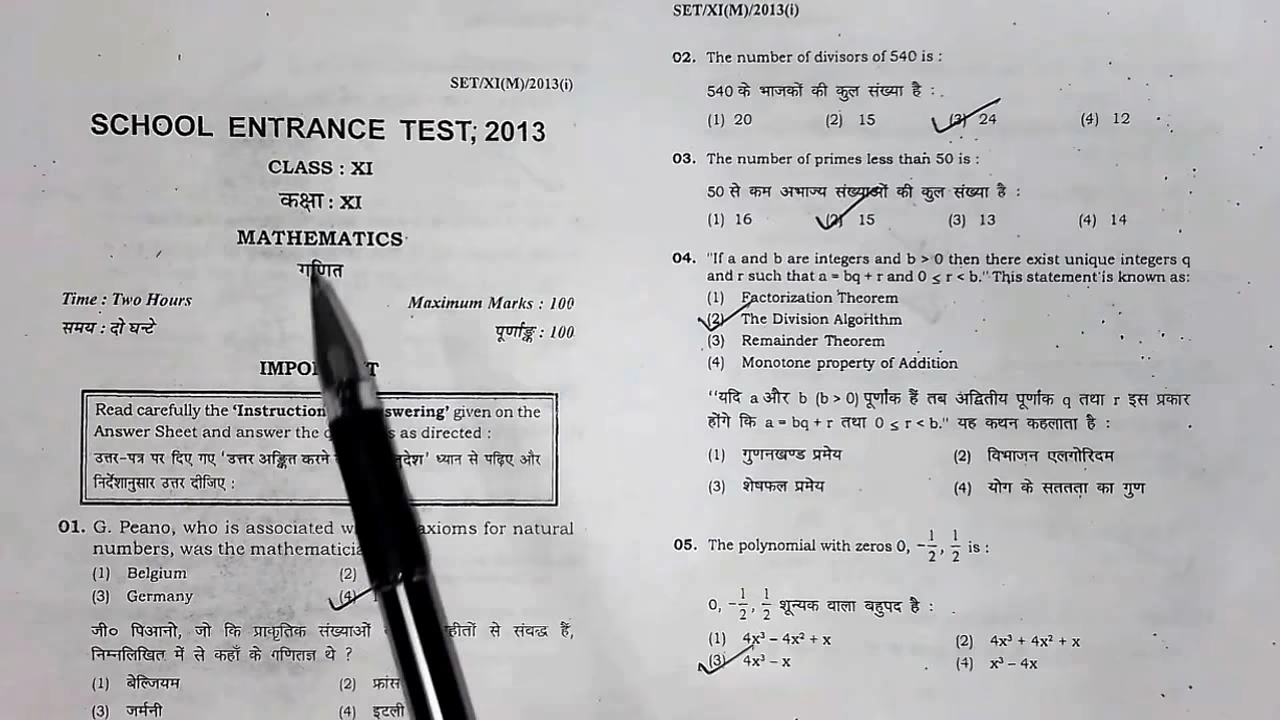 SET/XI(M)/2013(i)
SCHOOL ENTRANCE TEST, 2013
CLASS : XI
कक्षा : XI
MATHEMATICS
गणित
Time : Two Hours Maximum Marks : 100
समय : दो घन्टे पूर्णाङ्क : 100
Read carefully the 'Instruction given on the
Answer Sheet and answer the as directed :
उत्तर-पत्र पर दिए गए 'उत्तर अङ्कित करने ध्यान से पढ़िए और
निर्देशानुसार उत्तर दीजिए :
01. G. Peano, who is associated axioms for natural
numbers, was the
(1) Belgium (2)
(3) Germany (4)
जी० पिआनो, जो कि प्राकृतिक संख्याओं से संबद्ध हैं,
निम्नलिखित में से कहाँ के गणितज्ञ थे ?
(1) बेल्जियम (2) फ्रांस
(3) जर्मनी (4) इटली
SET/XI(M)/2013(i)
02. The number of divisors of 540 is :
540 के भाजकों की कुल संख्या है :
(1) 20 (2) 15 (3) 24 (4) 12
03. The number of primes less than 50 is :
50 से कम अभाज्य संख्याओं की कुल संख्या है :
(1) 16 (2) 15 (3) 13 (4) 14
04. "If a and b are integers and b > 0 then there exist unique integers q
and r such that a = bq + r and 0 ≤ r < b." This statement is known as:
(1) Factorization Theorem
(2) The Division Algorithm
(3) Remainder Theorem
(4) Monotone property of Addition
"यदि a और b (b > 0) पूर्णांक हैं तब अद्वितीय पूर्णांक q तथा r इस प्रकार
होंगे कि a = bq + r तथा 0 ≤ r < b." यह कथन कहलाता है :
(1) गुणनखण्ड प्रमेय (2) विभाजन एलगोरिदम
(3) शेषफल प्रमेय (4) योग के सततता का गुण
05. The polynomial with zeros 0, -1/2, 1/2 is :
0, -1/2, 1/2 शून्यक वाला बहुपद है :
(1) 4x³ – 4x² + x (2) 4x³ + 4x² + x
(3) 4x³ – x (4) x³ – 4x